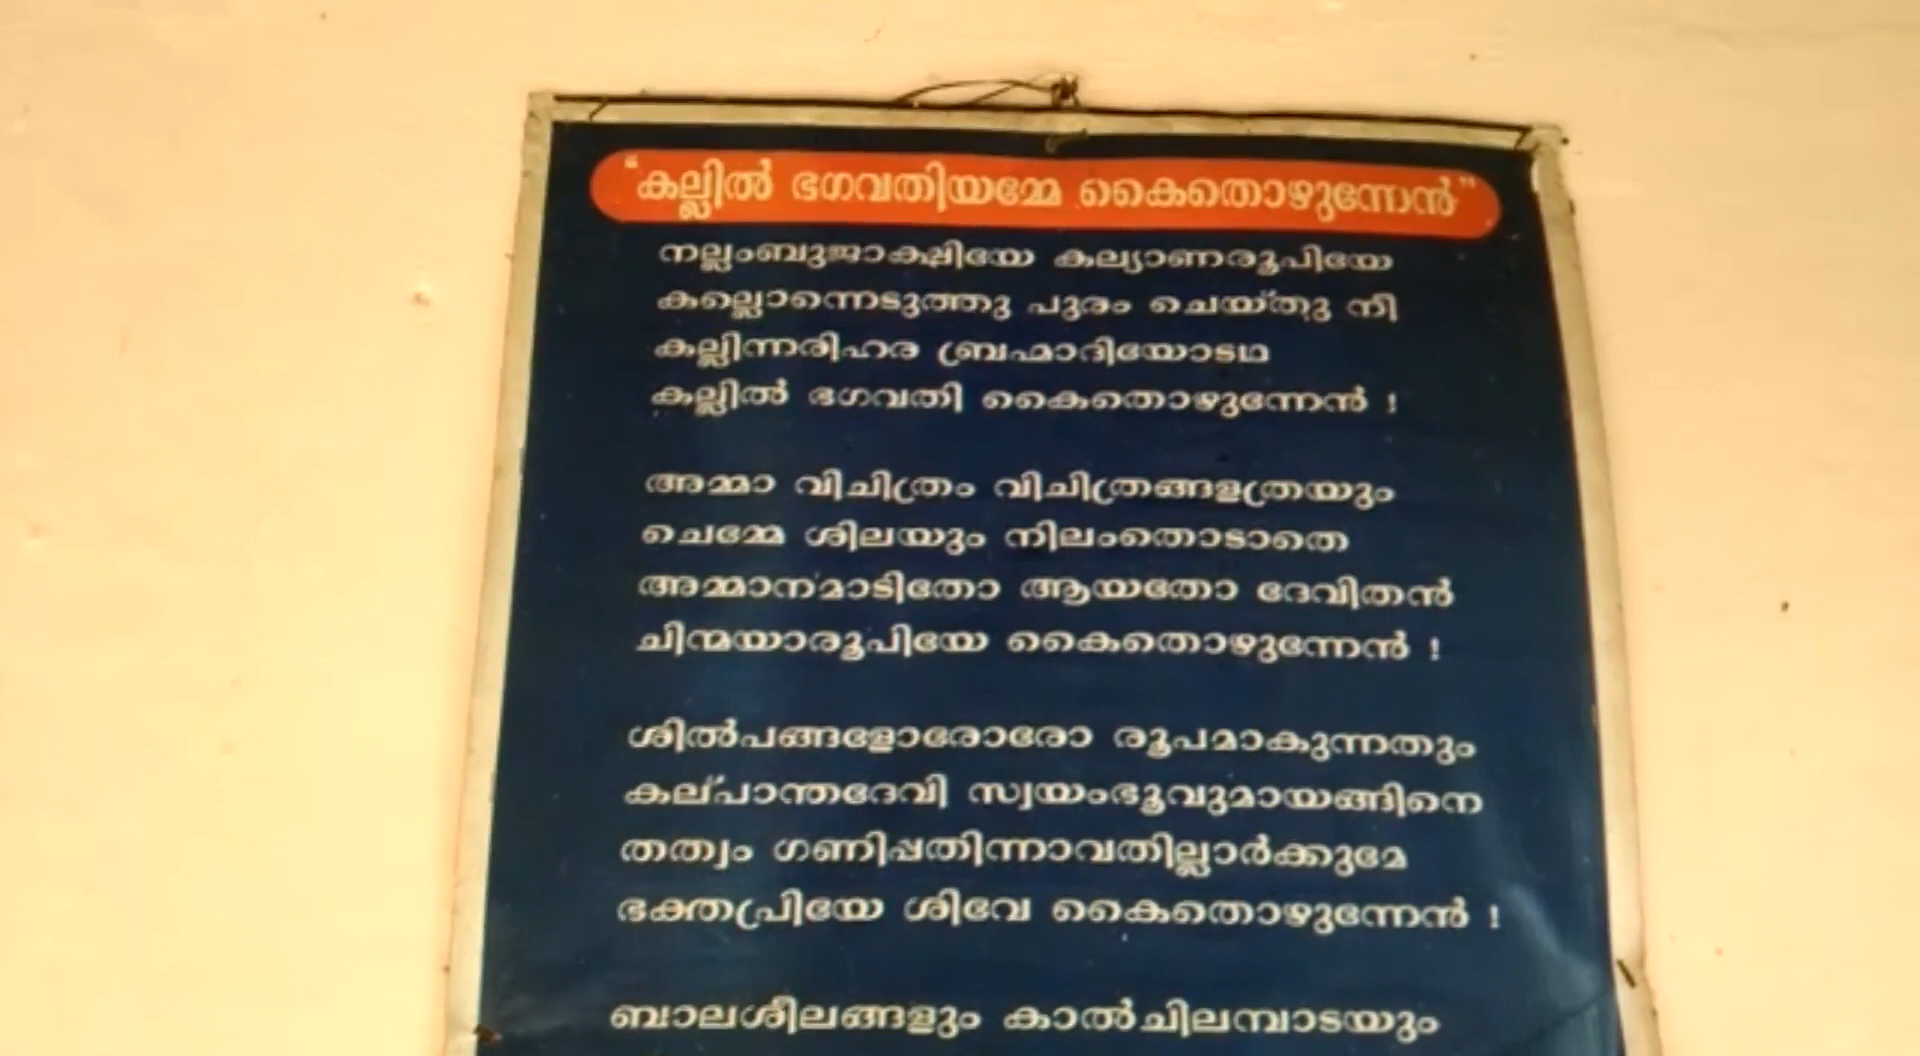 “കല്ലിൽ ഭഗവതിയമ്മേ കൈതൊഴുന്നേൻ”
നല്ലംബുജാക്ഷിയേ കല്യാണരൂപിയേ
കല്ലൊന്നെടുത്തു പുരം ചെയ്തു നീ
കല്ലിന്നരിഹര ബ്രഹ്മാദിയോടഥ
കല്ലിൽ ഭഗവതി കൈതൊഴുന്നേൻ !
അമ്മാ വിചിത്രം വിചിത്രങ്ങളത്രയും
ചെമ്മേ ശിലയും നിലംതൊടാതെ
അമ്മാനമാടിതോ ആയതോ ദേവിതൻ
ചിന്മയാരൂപിയേ കൈതൊഴുന്നേൻ !
ശിൽപങ്ങളോരോരോ രൂപമാകുന്നതും
കല്പാന്തദേവി സ്വയംഭൂവുമായങ്ങിനെ
തത്വം ഗണിപ്പതിന്നാവതില്ലാർക്കുമേ
ഭക്തപ്രിയേ ശിവേ കൈതൊഴുന്നേൻ !
ബാലശീലങ്ങളും കാൽചിലമ്പാടയും